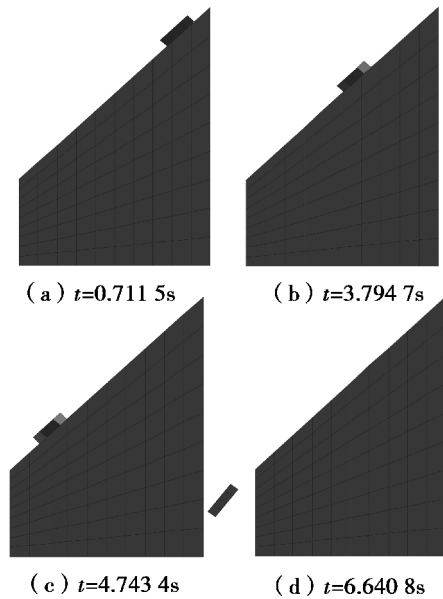 (a) t=0.711 5s
(b) t=3.794 7s
(c) t=4.743 4s
(d) t=6.640 8s